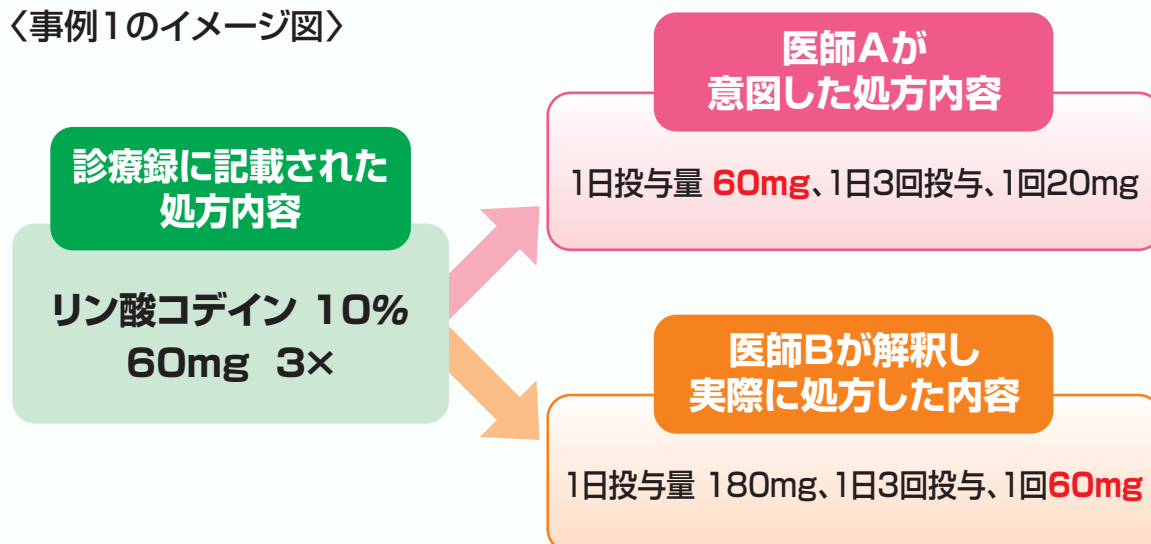 〈事例1のイメージ図〉
診療録に記載された
処方内容
リン酸コデイン 10%
60mg 3×
医師Aが
意図した処方内容
1日投与量 60mg、1日3回投与、1回20mg
医師Bが解釈し
実際に処方した内容
1日投与量 180mg、1日3回投与、1回60mg